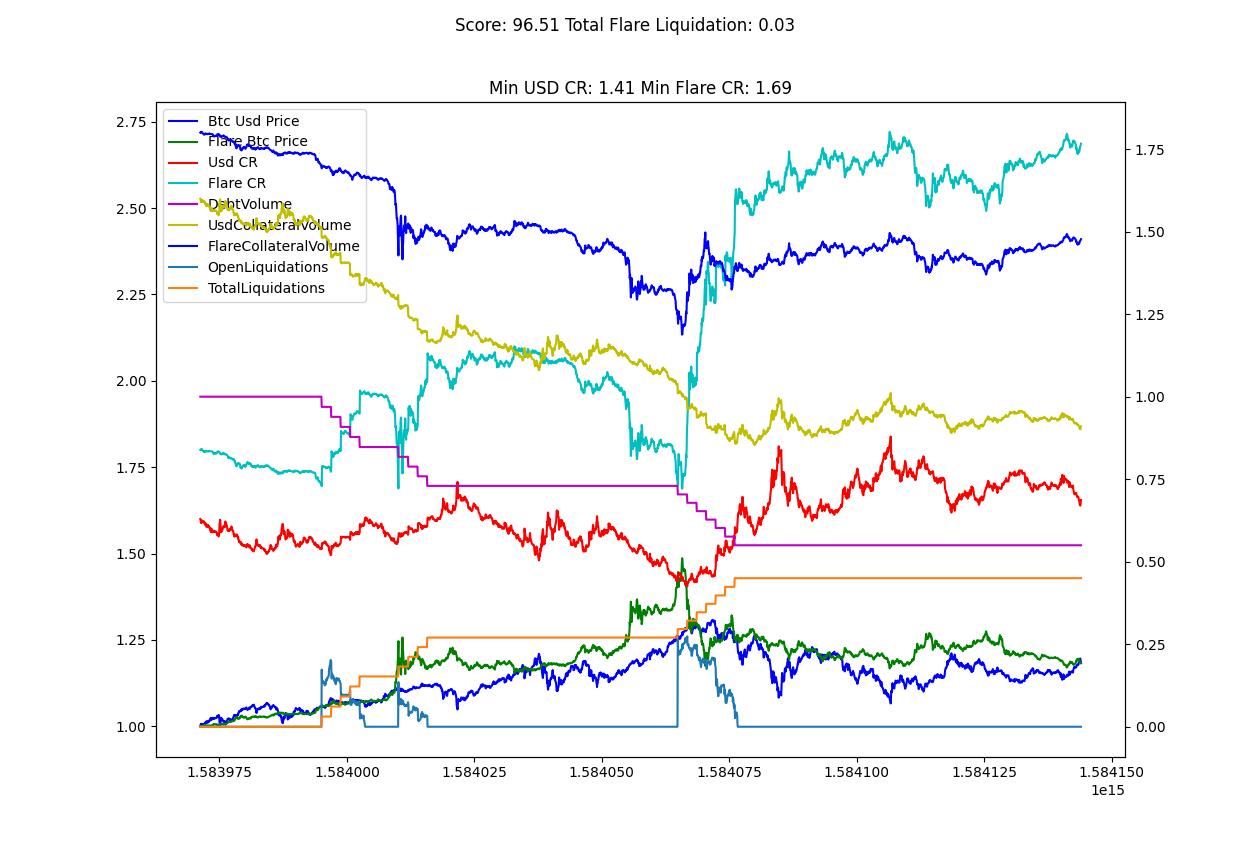 Score: 96.51 Total Flare Liquidation: 0.03
Min USD CR: 1.41 Min Flare CR: 1.69
Btc Usd Price
Flare Btc Price
Usd CR
Flare CR
DebtVolume
UsdCollateralVolume
FlareCollateralVolume
OpenLiquidations
TotalLiquidations
2.75
2.50
2.25
2.00
1.75
1.50
1.25
1.00
1.75
1.50
1.25
1.00
0.75
0.50
0.25
0.00
1.583975 1.584000 1.584025 1.584050 1.584075 1.584100 1.584125 1.584150
1e15